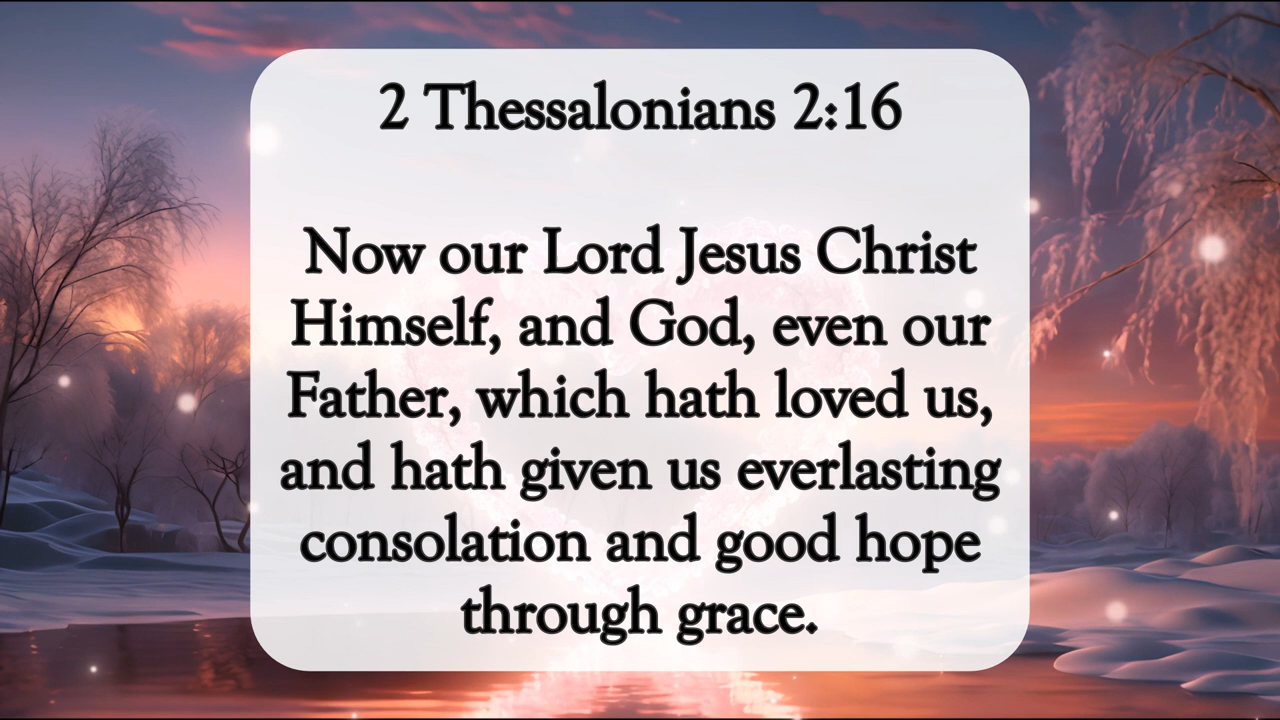 2 Thessalonians 2:16
Now our Lord Jesus Christ
Himself, and God, even our
Father, which hath loved us,
and hath given us everlasting
consolation and good hope
through grace.